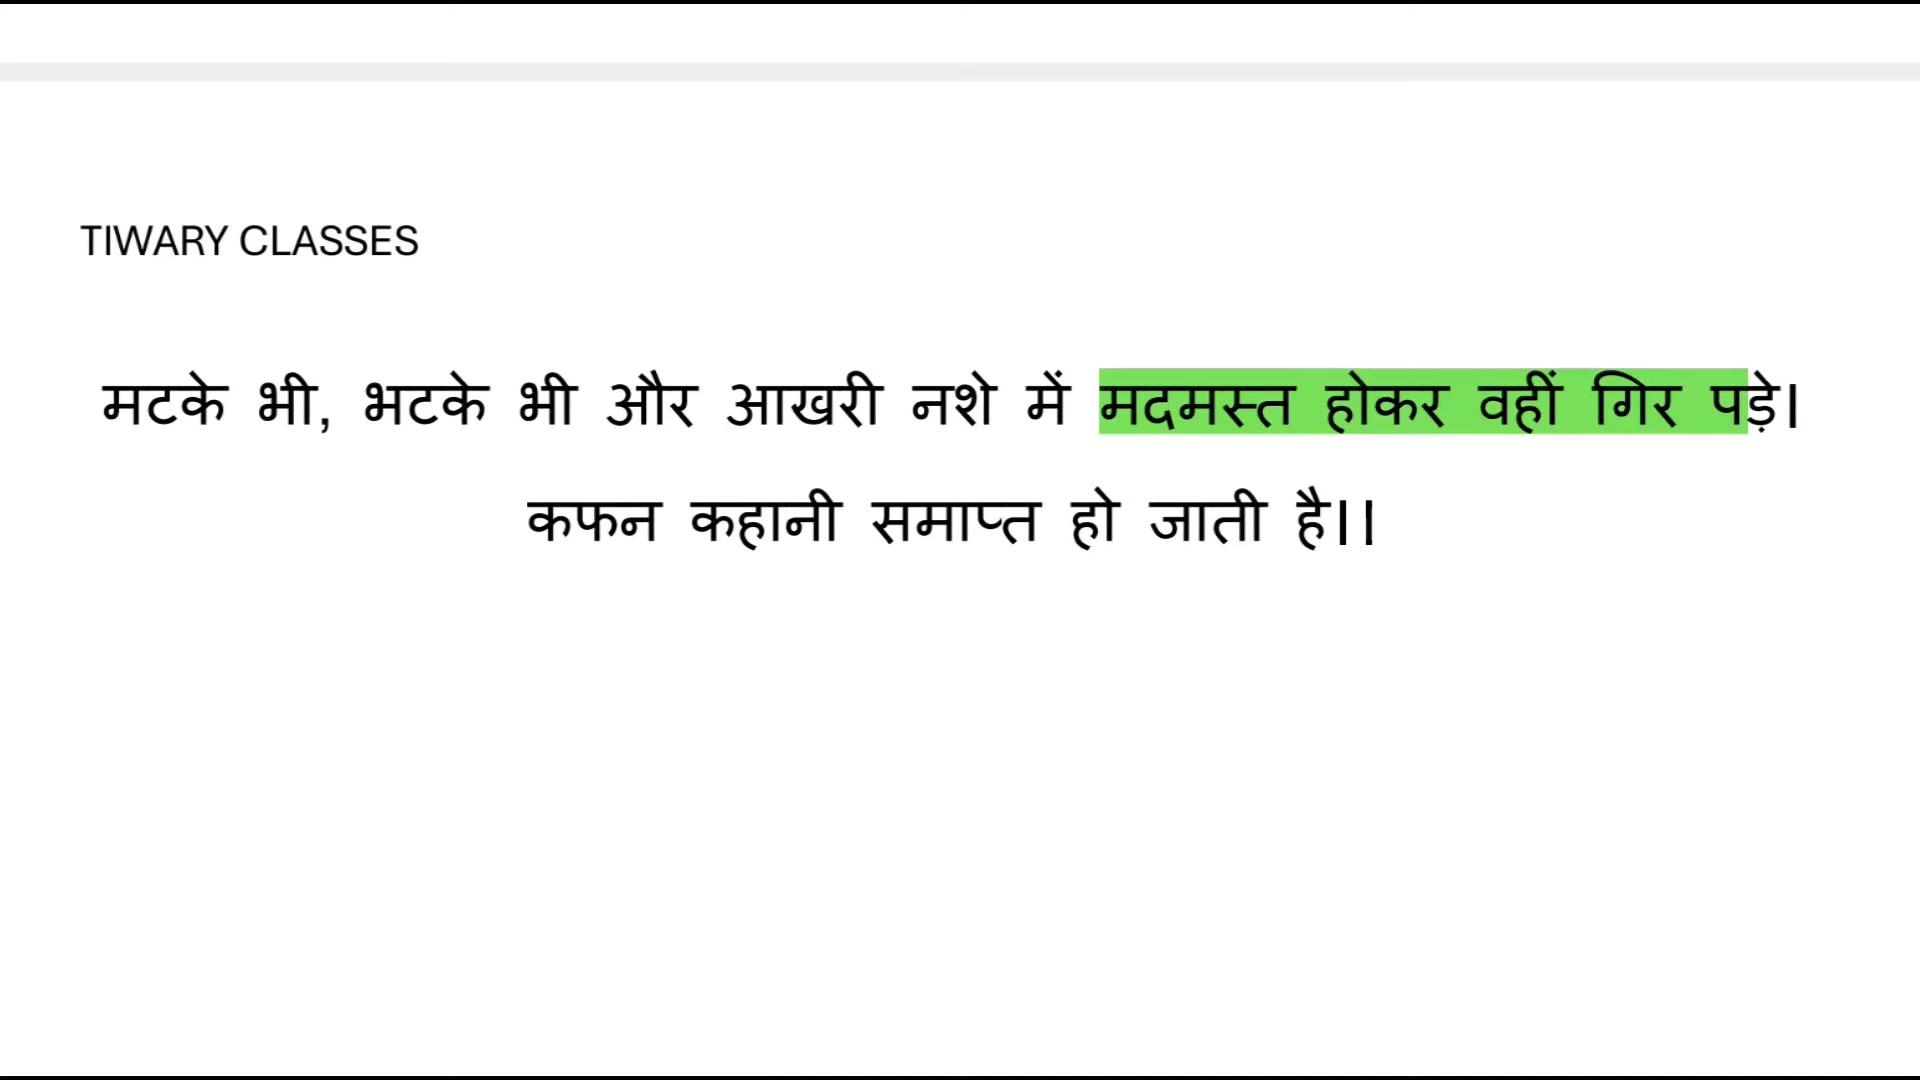 TIWARY CLASSES
मटके भी, भटके भी और आखरी नशे में मदमस्त होकर वहीं गिर पड़े।
कफन कहानी समाप्त हो जाती है।।